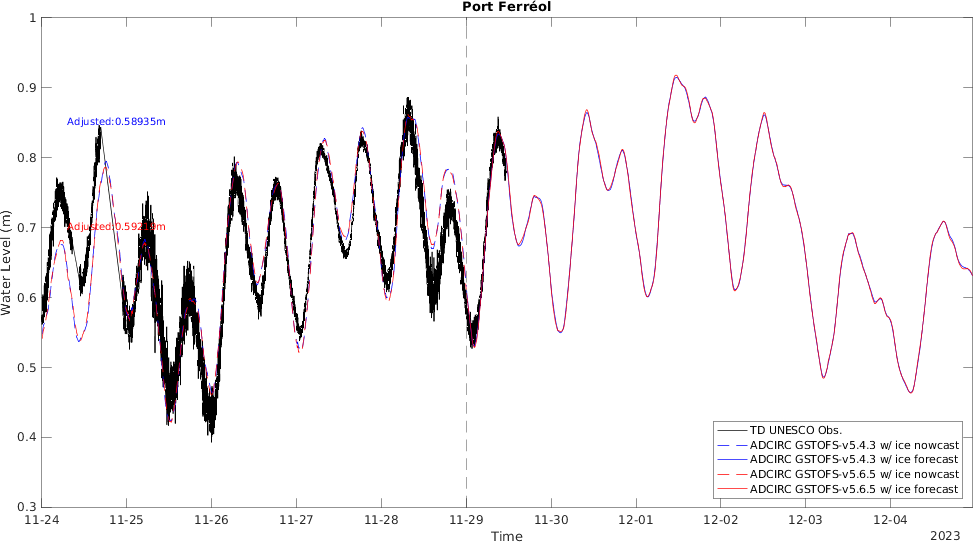 Port Ferréol
Water Level (m)
1
0.9
0.8
0.7
0.6
0.5
0.4
0.3
Adjusted:0.58935m
TD UNESCO Obs.
ADCIRC GSTOFS-v5.4.3 w/ ice nowcast
ADCIRC GSTOFS-v5.4.3 w/ ice forecast
ADCIRC GSTOFS-v5.6.5 w/ ice nowcast
ADCIRC GSTOFS-v5.6.5 w/ ice forecast
11-24 11-25 11-26 11-27 11-28 11-29 11-30 12-01 12-02 12-03 12-04
Time
2023